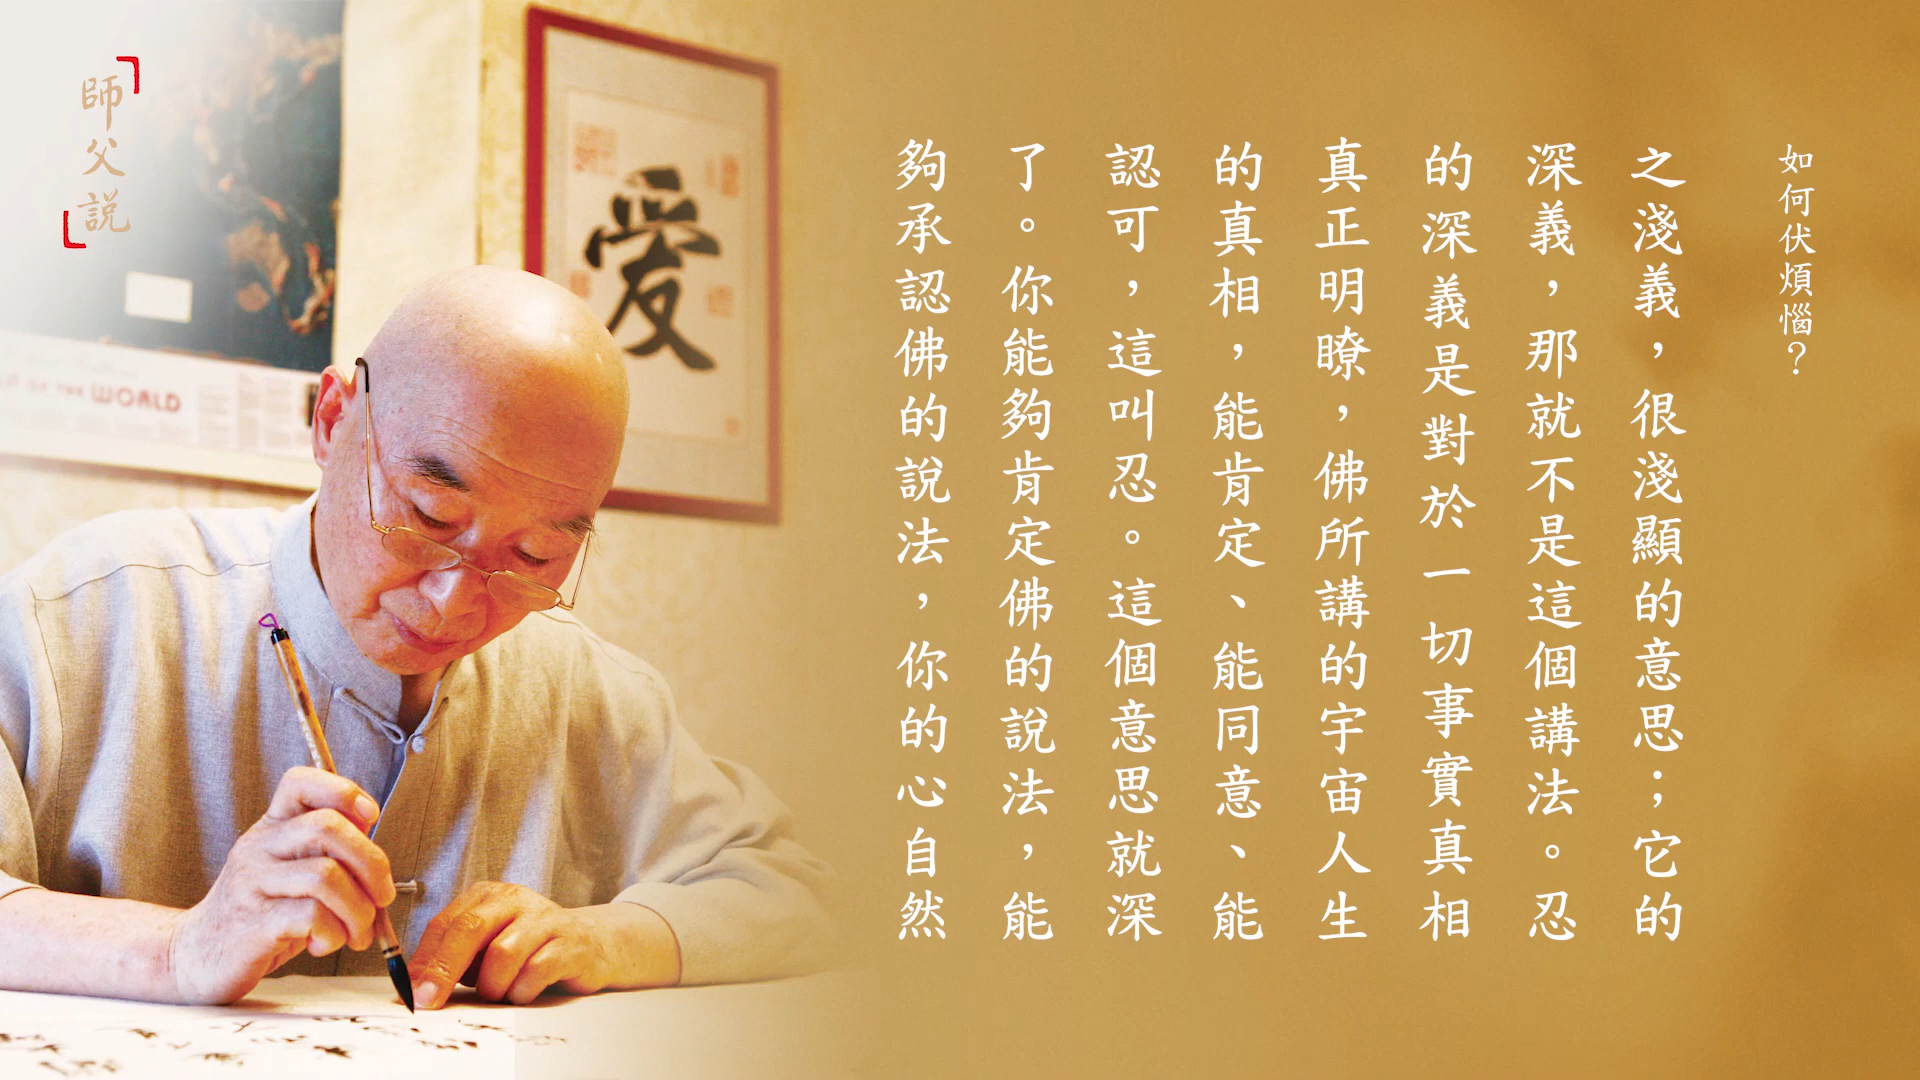 師父說
如何伏煩惱？
之淺義，很淺顯的意思；它的
深義，那就不是這個講法。忍
的深義是對於一切事實真相
真正明瞭，佛所講的宇宙人生
的真相，能肯定、能同意、能
認可，這叫忍。這個意思就深
了。你能夠肯定佛的說法，能
夠承認佛的說法，你的心自然
愛
WORLD